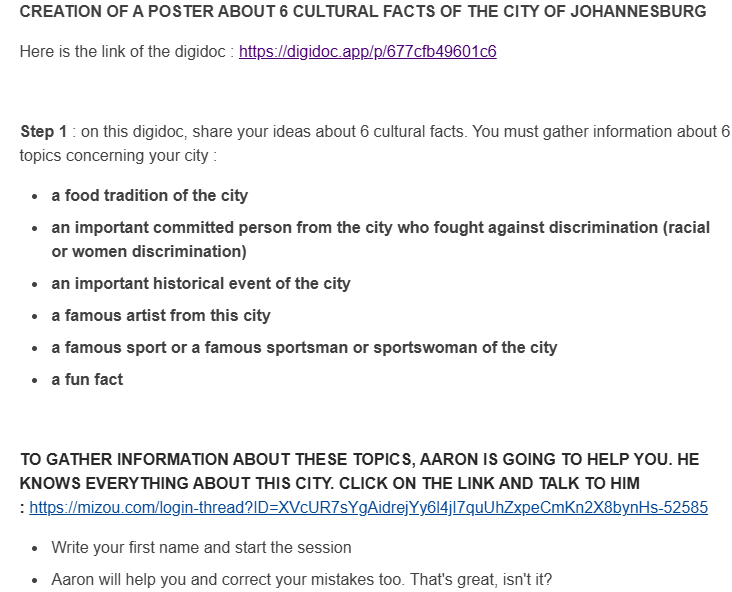 CREATION OF A POSTER ABOUT 6 CULTURAL FACTS OF THE CITY OF JOHANNESBURG
Here is the link of the digidoc : https://digidoc.app/p/677cfb49601c6
Step 1 : on this digidoc, share your ideas about 6 cultural facts. You must gather information about 6
topics concerning your city :
• a food tradition of the city
• an important committed person from the city who fought against discrimination (racial
or women discrimination)
• an important historical event of the city
• a famous artist from this city
• a famous sport or a famous sportsman or sportswoman of the city
• a fun fact
TO GATHER INFORMATION ABOUT THESE TOPICS, AARON IS GOING TO HELP YOU. HE
KNOWS EVERYTHING ABOUT THIS CITY. CLICK ON THE LINK AND TALK TO HIM
: https://mizou.com/login-thread?ID=XVcUR7sYgAidrejYy6l4jI7quUhZxpeCmKn2X8bynHs-52585
• Write your first name and start the session
• Aaron will help you and correct your mistakes too. That's great, isn't it?